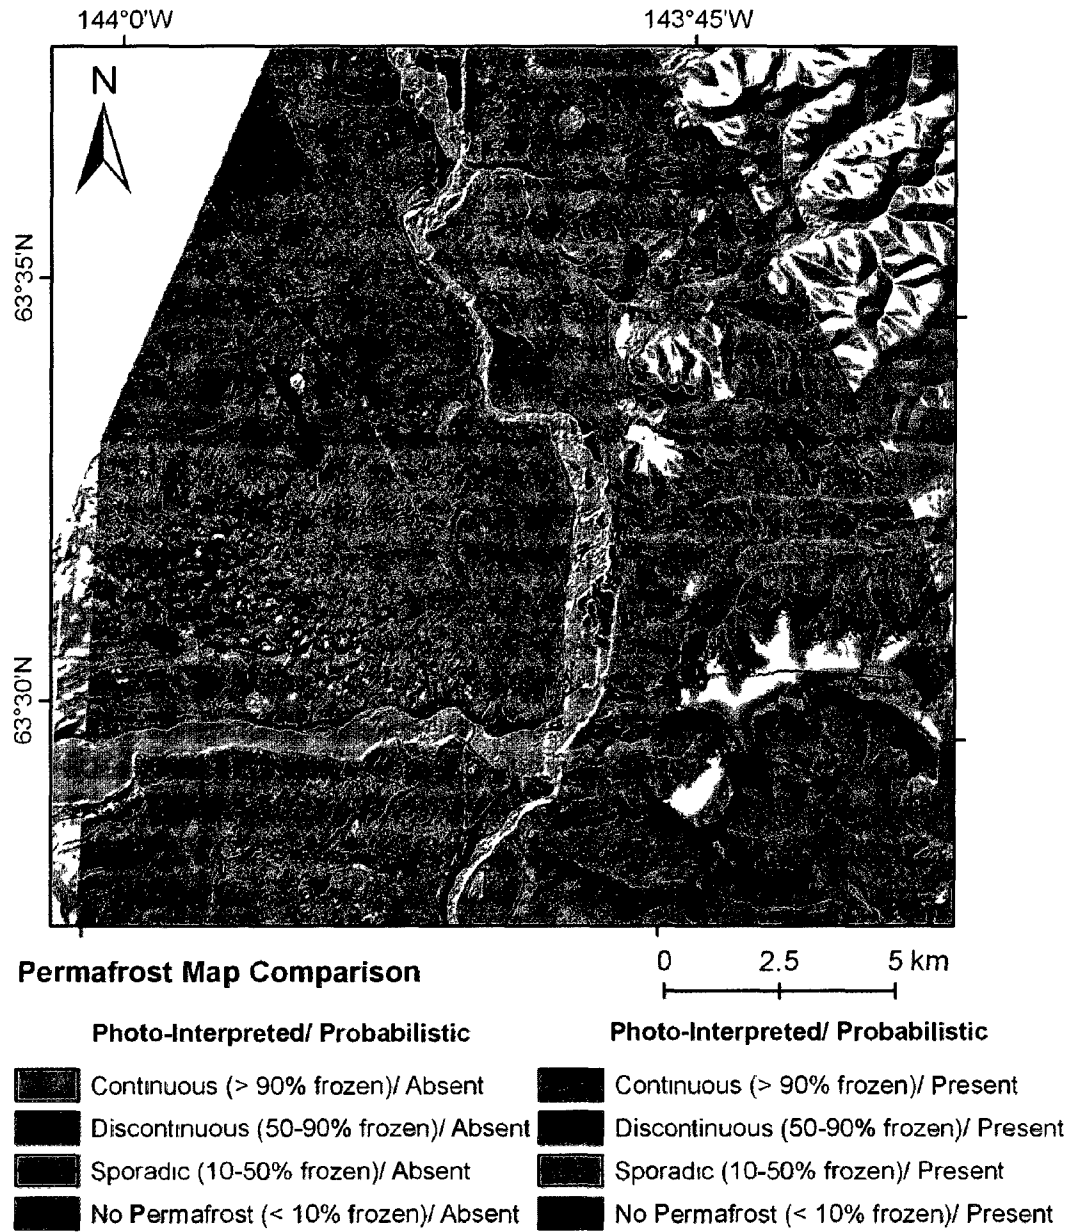 144°0'W 143°45'W
N
63°35'N
63°30'N
Permafrost Map Comparison
0 2.5 5 km
Photo-Interpreted/ Probabilistic Photo-Interpreted/ Probabilistic
Continuous (> 90% frozen)/ Absent Continuous (> 90% frozen)/ Present
Discontinuous (50-90% frozen)/ Absent Discontinuous (50-90% frozen)/ Present
Sporadic (10-50% frozen)/ Absent Sporadic (10-50% frozen)/ Present
No Permafrost (< 10% frozen)/ Absent No Permafrost (< 10% frozen)/ Present